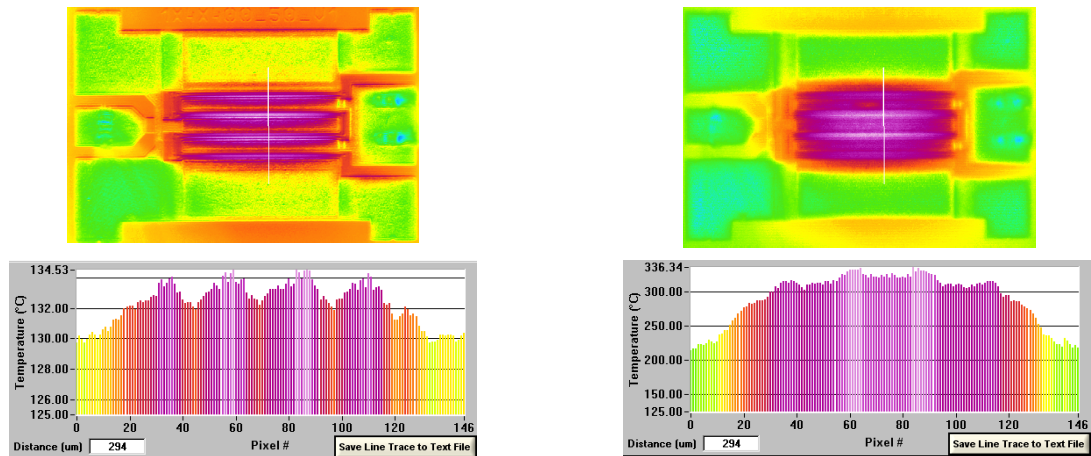 134.53
132.00
130.00
128.00
126.00
125.00
Temperature (°C)
0 20 40 60 80 100 120 146
Pixel #
Distance (um) 294
Save Line Trace to Text File
336.34
300.00
250.00
200.00
150.00
125.00
Temperature (°C)
0 20 40 60 80 100 120 146
Pixel #
Distance (um) 294
Save Line Trace to Text File